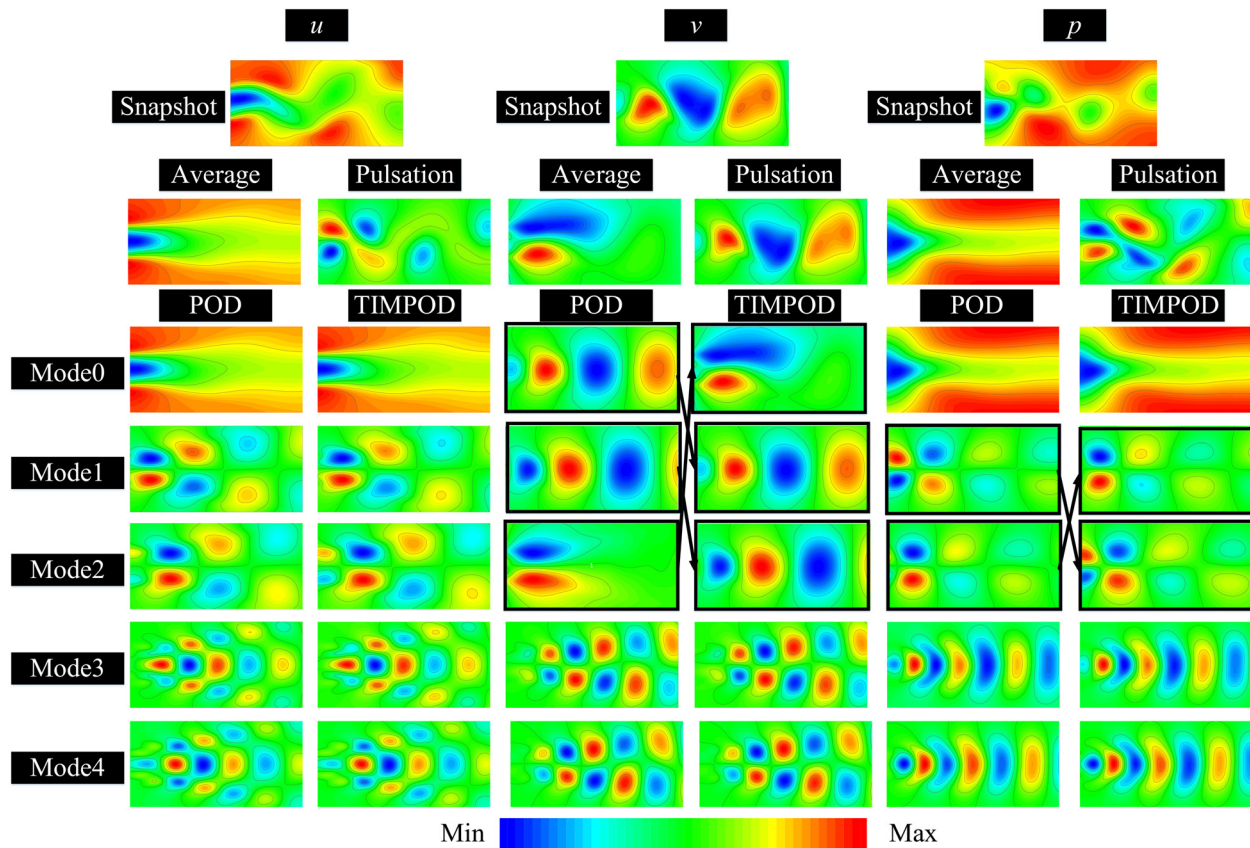 u v p
Snapshot Snapshot Snapshot
Average Pulsation Average Pulsation Average Pulsation
POD TIMPOD POD TIMPOD POD TIMPOD
Mode0
Mode1
Mode2
Mode3
Mode4
Min Max